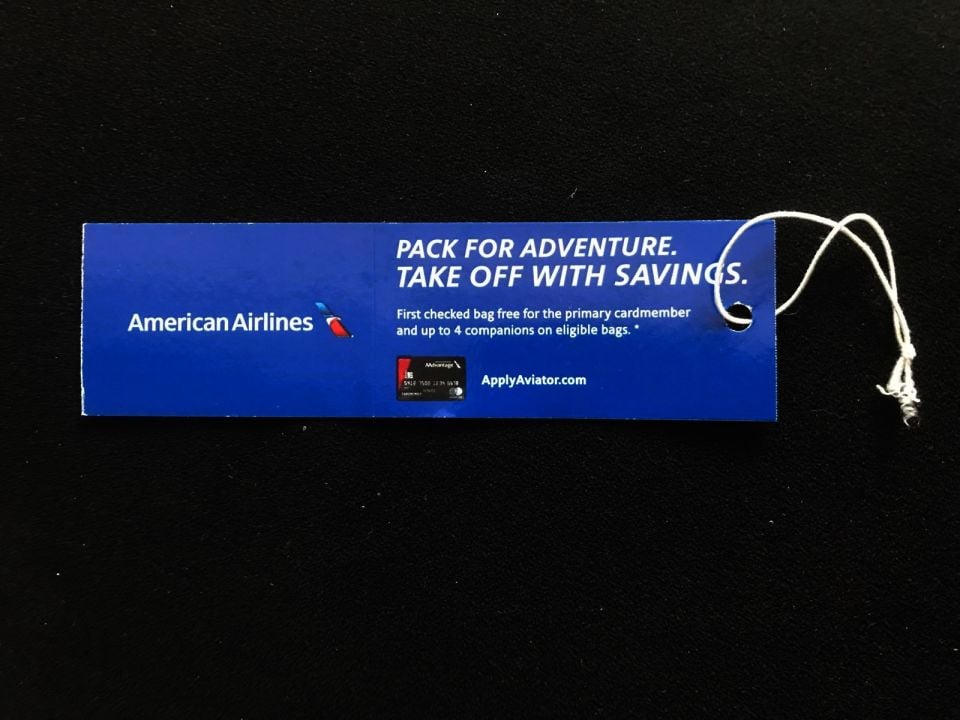 American Airlines
PACK FOR ADVENTURE.
TAKE OFF WITH SAVINGS.
First checked bag free for the primary cardmember
and up to 4 companions on eligible bags. *
AAdvantage
ApplyAviator.com